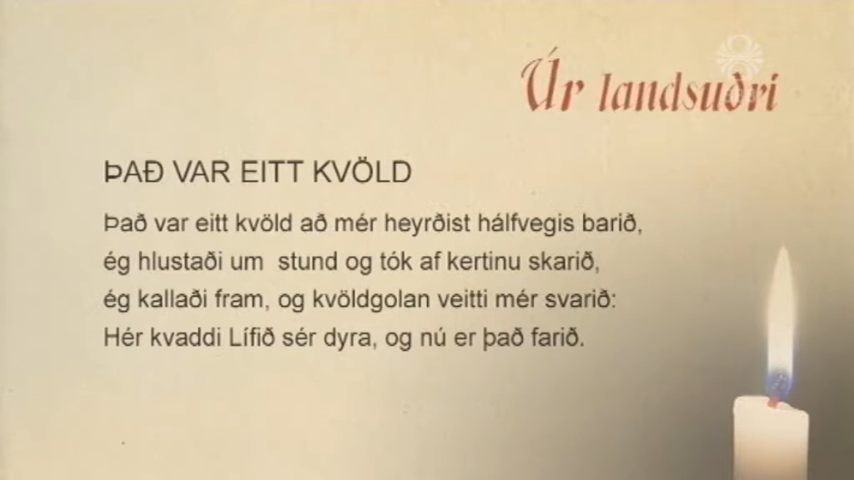 Úr landsuðri
ÞAÐ VAR EITT KVÖLD
Það var eitt kvöld að mér heyrðist hálfvegis barið,
ég hlustaði um  stund og tók af kertinu skarið,
ég kallaði fram, og kvöldgolan veitti mér svarið:
Hér kvaddi Lífið sér dyra, og nú er það farið.